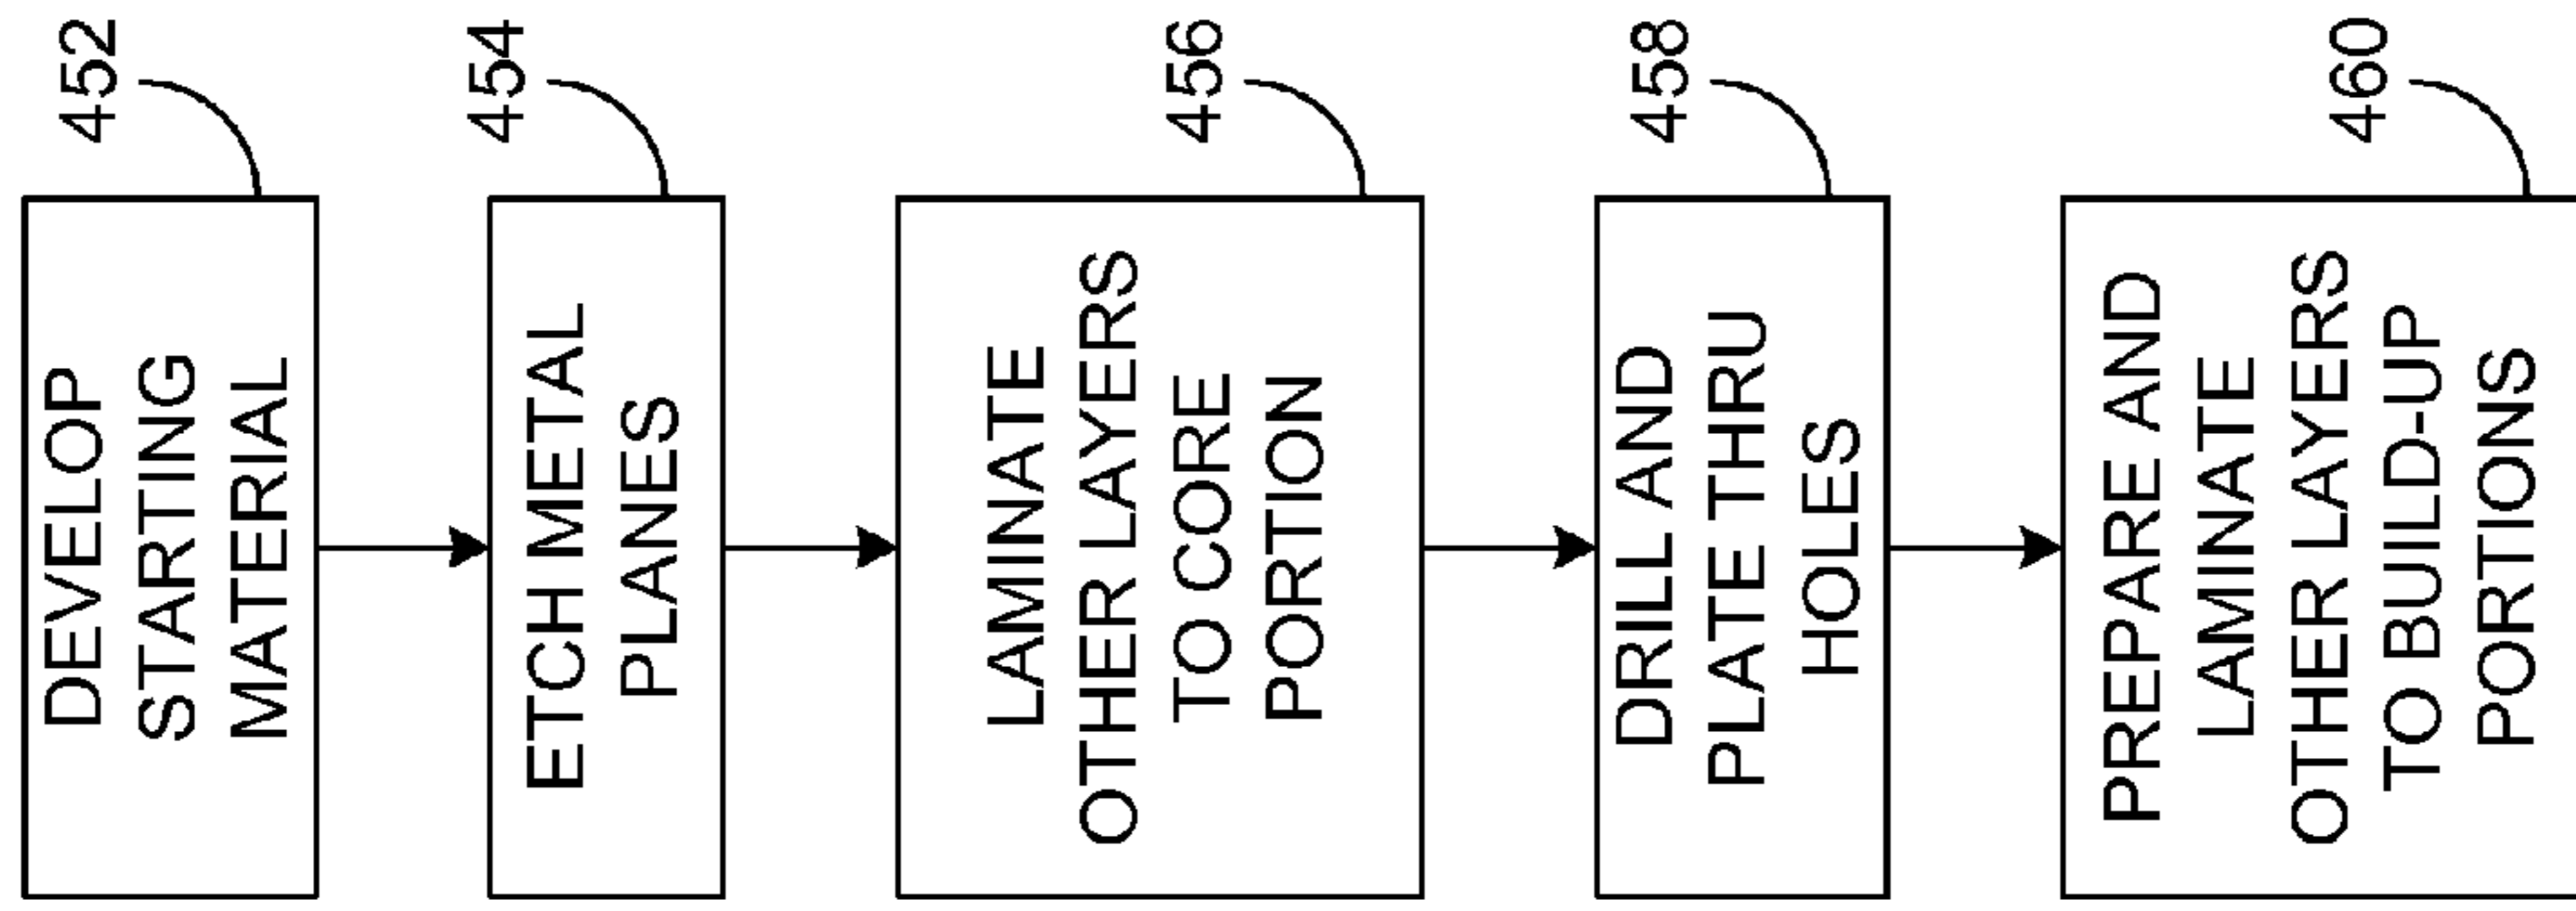 452
DEVELOP
STARTING
MATERIAL
454
ETCH METAL
PLANES
456
LAMINATE
OTHER LAYERS
TO CORE
PORTION
458
DRILL AND
PLATE THRU
HOLES
460
PREPARE AND
LAMINATE
OTHER LAYERS
TO BUILD-UP
PORTIONS